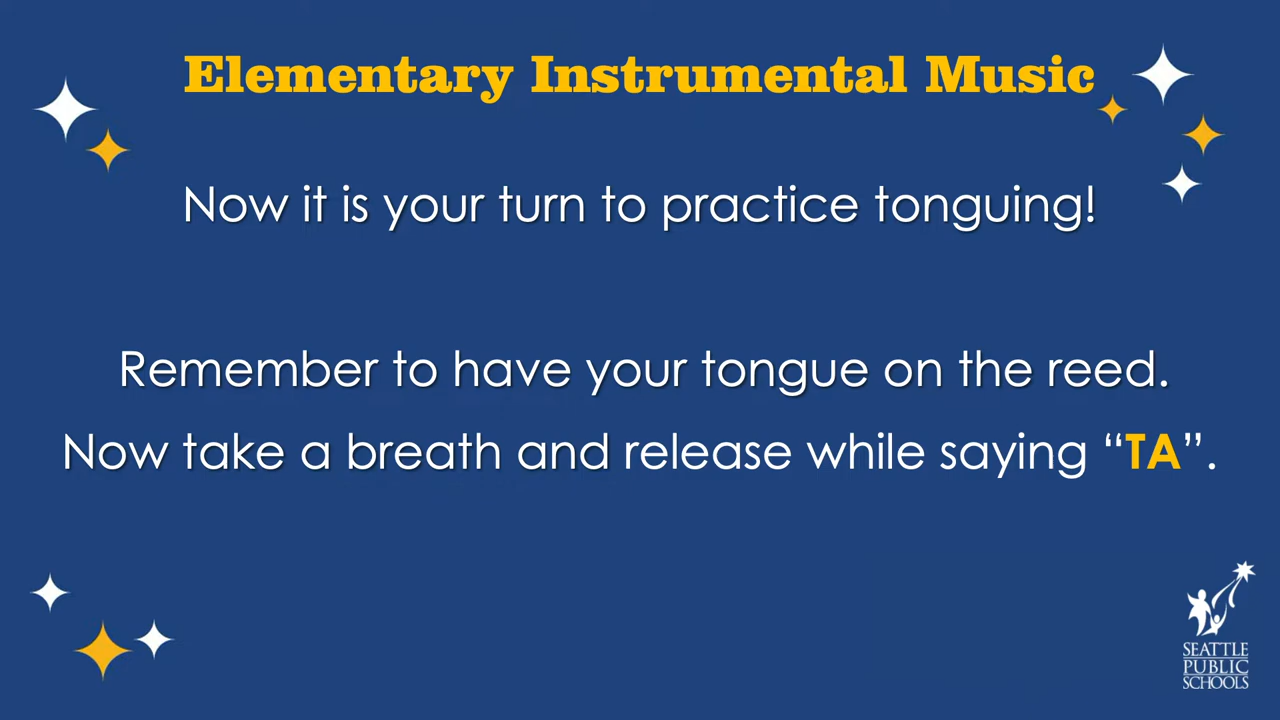 Elementary Instrumental Music
Now it is your turn to practice tonguing!
Remember to have your tongue on the reed.
Now take a breath and release while saying “TA”.
SEATTLE
PUBLIC
SCHOOLS